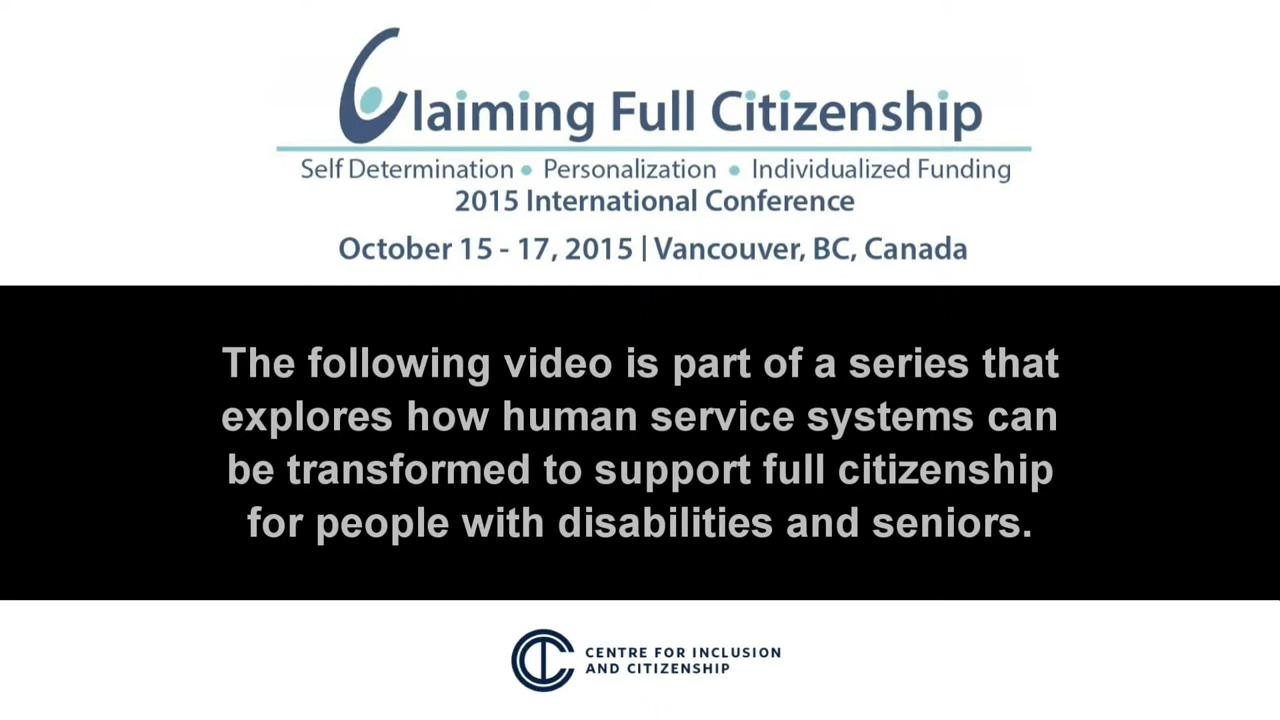 Claiming Full Citizenship
Self Determination • Personalization • Individualized Funding
2015 International Conference
October 15 - 17, 2015 | Vancouver, BC, Canada
The following video is part of a series that
explores how human service systems can
be transformed to support full citizenship
for people with disabilities and seniors.
CENTRE FOR INCLUSION
AND CITIZENSHIP